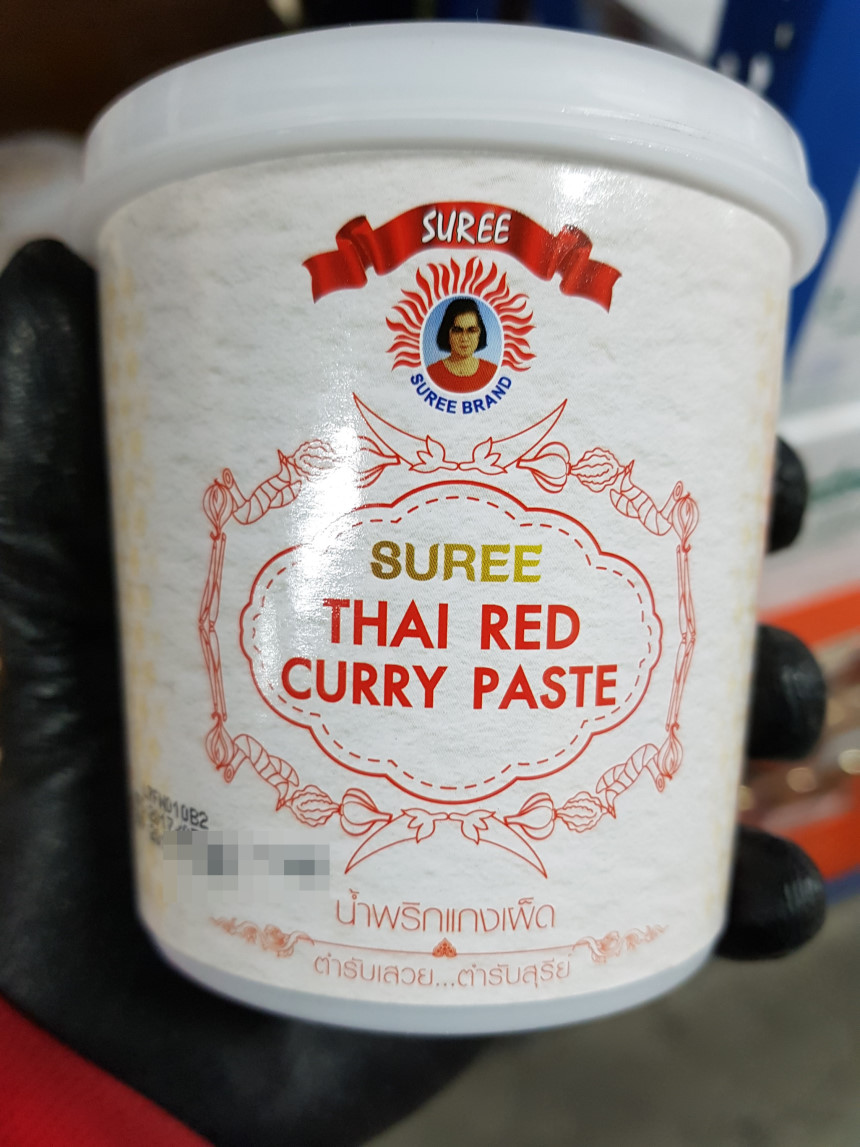 SUREE
SUREE BRAND
SUREE
THAI RED
CURRY PASTE
น้ำพริกแกงเผ็ด
ตำรับเสวย...ตำรับสุรีย์